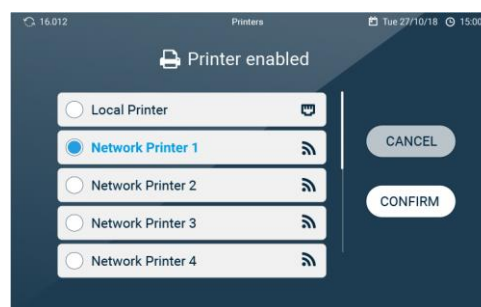 16.012 Printers Tue 27/10/18 15:00
Printer enabled
Local Printer
Network Printer 1
Network Printer 2
Network Printer 3
Network Printer 4
CANCEL
CONFIRM